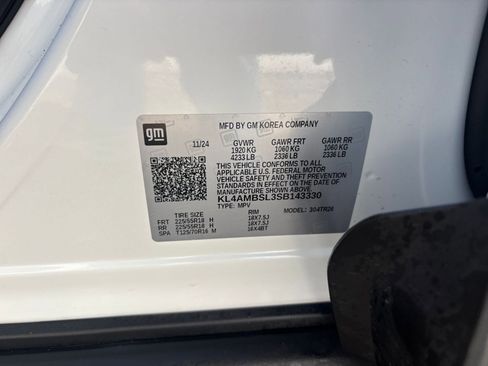 gm
MFD BY GM KOREA COMPANY
11/24 GVWR GAWR FRT GAWR RR
1920 KG 1060 KG 1060 KG
4233 LB 2336 LB 2336 LB
THIS VEHICLE CONFORMS TO ALL
APPLICABLE U.S. FEDERAL MOTOR
VEHICLE SAFETY AND THEFT PREVENTION
STANDARDS IN EFFECT ON THE DATE OF
MANUFACTURE SHOWN ABOVE
KL4AMBSL3SB143330
TYPE: MPV MODEL: 304TR26
TIRE SIZE RIM
FRT 225/55R18 H 18X7.5J
RR 225/55R18 H 18X7.5J
SPA T125/70R16 M 16X4BT